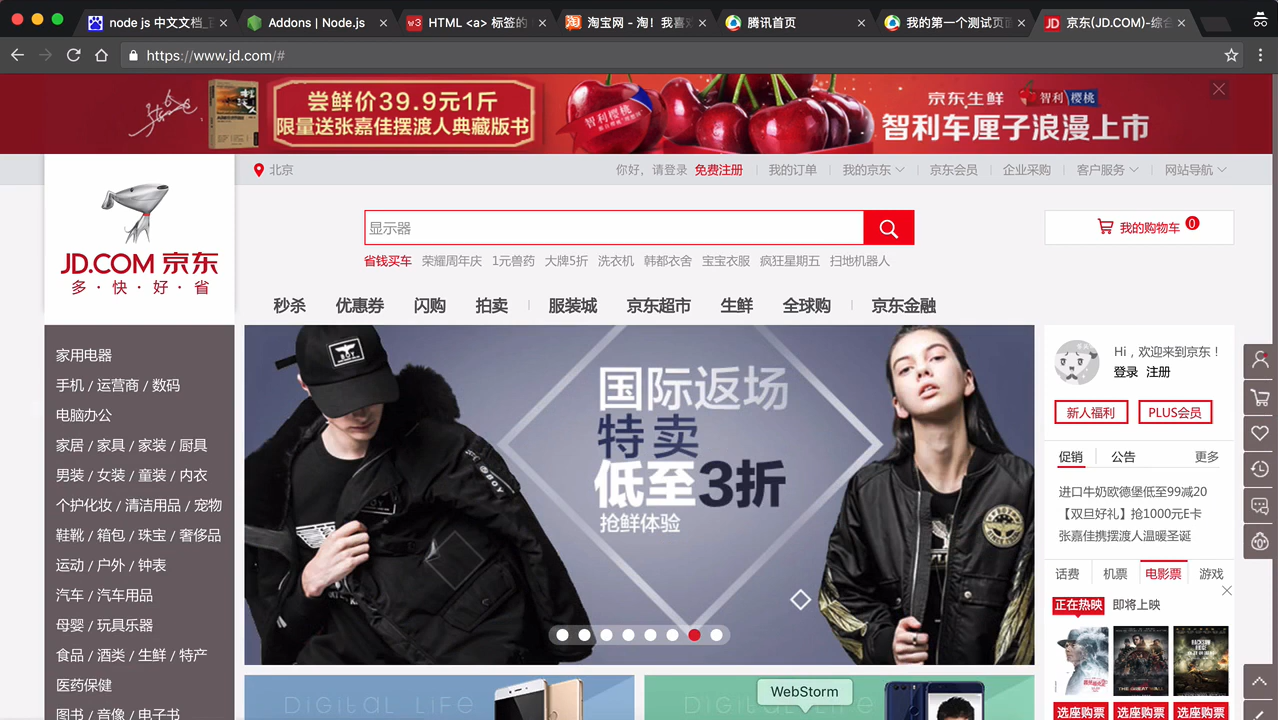 node js 中文文档_百
Addons | Node.js
w3 HTML <a> 标签的
淘 淘宝网 - 淘！我喜欢
腾讯首页
我的第一个测试页面
JD 京东(JD.COM)-综合
https://www.jd.com/#
尝鲜价39.9元1斤
限量送张嘉佳摆渡人典藏版书
智利樱桃
京东生鲜 智利 樱桃
智利车厘子浪漫上市
北京
你好，请登录 免费注册 我的订单 我的京东 京东会员 企业采购 客户服务 网站导航
JD.COM 京东
多·快·好·省
显示器
我的购物车 0
省钱买车 荣耀周年庆 1元兽药 大牌5折 洗衣机 韩都衣舍 宝宝衣服 疯狂星期五 扫地机器人
秒杀 优惠券 闪购 拍卖 服装城 京东超市 生鲜 全球购 京东金融
家用电器
手机 / 运营商 / 数码
电脑办公
家居 / 家具 / 家装 / 厨具
男装 / 女装 / 童装 / 内衣
个护化妆 / 清洁用品 / 宠物
鞋靴 / 箱包 / 珠宝 / 奢侈品
运动 / 户外 / 钟表
汽车 / 汽车用品
母婴 / 玩具乐器
食品 / 酒类 / 生鲜 / 特产
医药保健
图书 / 音像 / 电子书
BOY
国际返场
特卖
低至3折
抢鲜体验
Hi，欢迎来到京东！
登录 注册
新人福利 PLUS会员
促销 公告 更多
进口牛奶欧德堡低至99减20
【双旦好礼】抢1000元E卡
张嘉佳携摆渡人温暖圣诞
话费 机票 电影票 游戏
正在热映 即将上映
选座购票 选座购票 选座购票
DIGITAL LIFE
DIGITAL LIFE
WebStorm